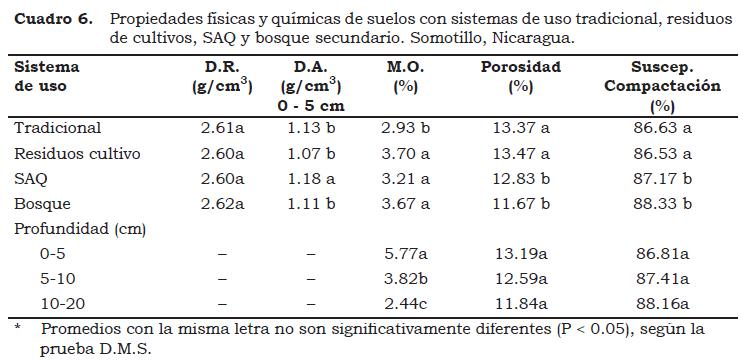 Cuadro 6. Propiedades físicas y químicas de suelos con sistemas de uso tradicional, residuos
de cultivos, SAQ y bosque secundario. Somotillo, Nicaragua.
Sistema D.R. D.A. M.O. Porosidad Suscep.
de uso (g/cm³) (g/cm³) (%) (%) Compactación
0 - 5 cm (%)
Tradicional 2.61a 1.13 b 2.93 b 13.37 a 86.63 a
Residuos cultivo 2.60a 1.07 b 3.70 a 13.47 a 86.53 a
SAQ 2.60a 1.18 a 3.21 a 12.83 b 87.17 b
Bosque 2.62a 1.11 b 3.67 a 11.67 b 88.33 b
Profundidad (cm)
0-5 – – 5.77a 13.19a 86.81a
5-10 – – 3.82b 12.59a 87.41a
10-20 – – 2.44c 11.84a 88.16a
* Promedios con la misma letra no son significativamente diferentes (P < 0.05), según la
prueba D.M.S.